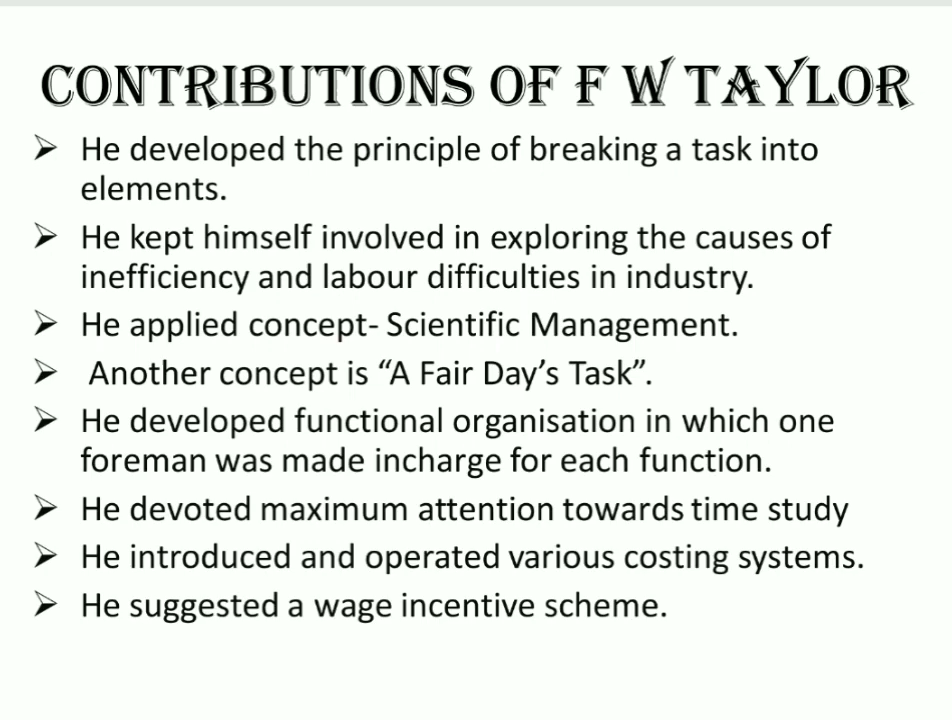 CONTRIBUTIONS OF F W TAYLOR
➢ He developed the principle of breaking a task into
elements.
➢ He kept himself involved in exploring the causes of
inefficiency and labour difficulties in industry.
➢ He applied concept- Scientific Management.
➢ Another concept is “A Fair Day’s Task”.
➢ He developed functional organisation in which one
foreman was made incharge for each function.
➢ He devoted maximum attention towards time study
➢ He introduced and operated various costing systems.
➢ He suggested a wage incentive scheme.